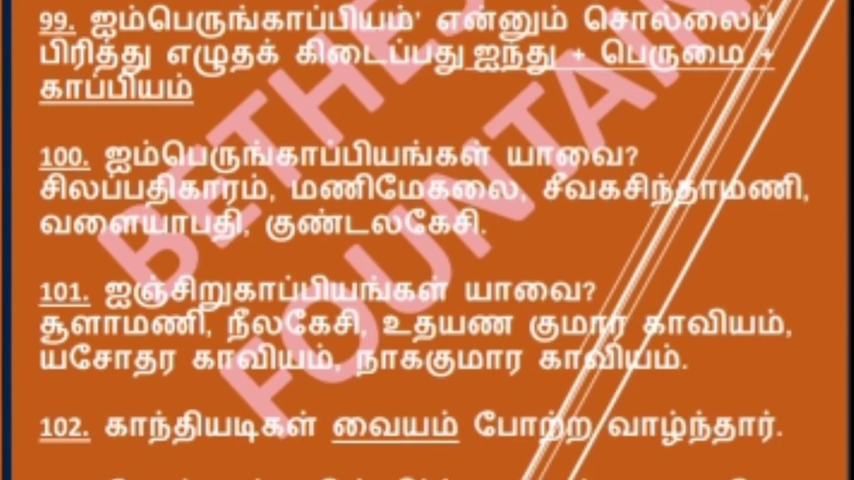 99. ஐம்பெருங்காப்பியம்' என்னும் சொல்லைப்
பிரித்து எழுதக் கிடைப்பது ஐந்து + பெருமை +
காப்பியம்
100. ஐம்பெருங்காப்பியங்கள் யாவை?
சிலப்பதிகாரம், மணிமேகலை, சீவகசிந்தாமணி,
வளையாபதி, குண்டலகேசி.
101. ஐஞ்சிறுகாப்பியங்கள் யாவை?
சூளாமணி, நீலகேசி, உதயண குமார காவியம்,
யசோதர காவியம், நாககுமார காவியம்.
102. காந்தியடிகள் வையம் போற்ற வாழ்ந்தார்.